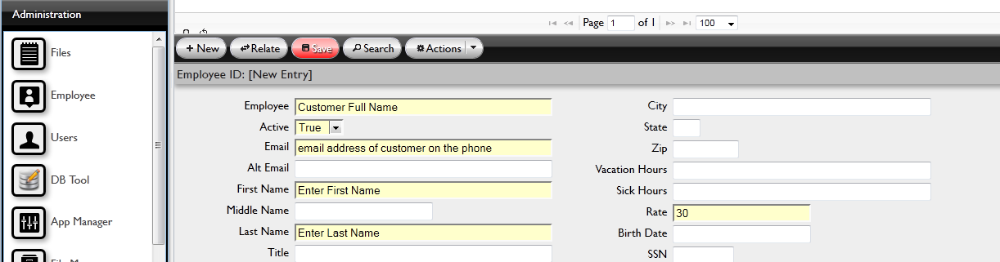 Administration
Files
Employee
Users
DB Tool
App Manager
Page 1 of 1 100
New Relate Save Search Actions
Employee ID: [New Entry]
Employee Customer Full Name
Active True
Email email address of customer on the phone
Alt Email
First Name Enter First Name
Middle Name
Last Name Enter Last Name
Title
City
State
Zip
Vacation Hours
Sick Hours
Rate 30
Birth Date
SSN